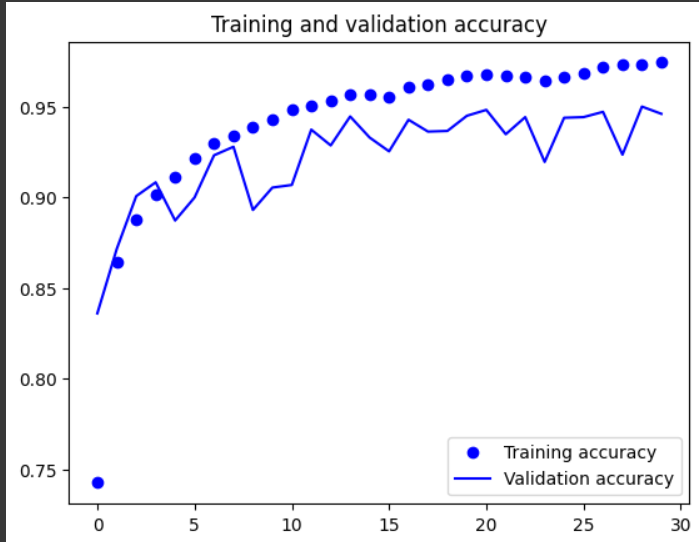 Training and validation accuracy
0.95
0.90
0.85
0.80
0.75
Training accuracy
Validation accuracy
0 5 10 15 20 25 30